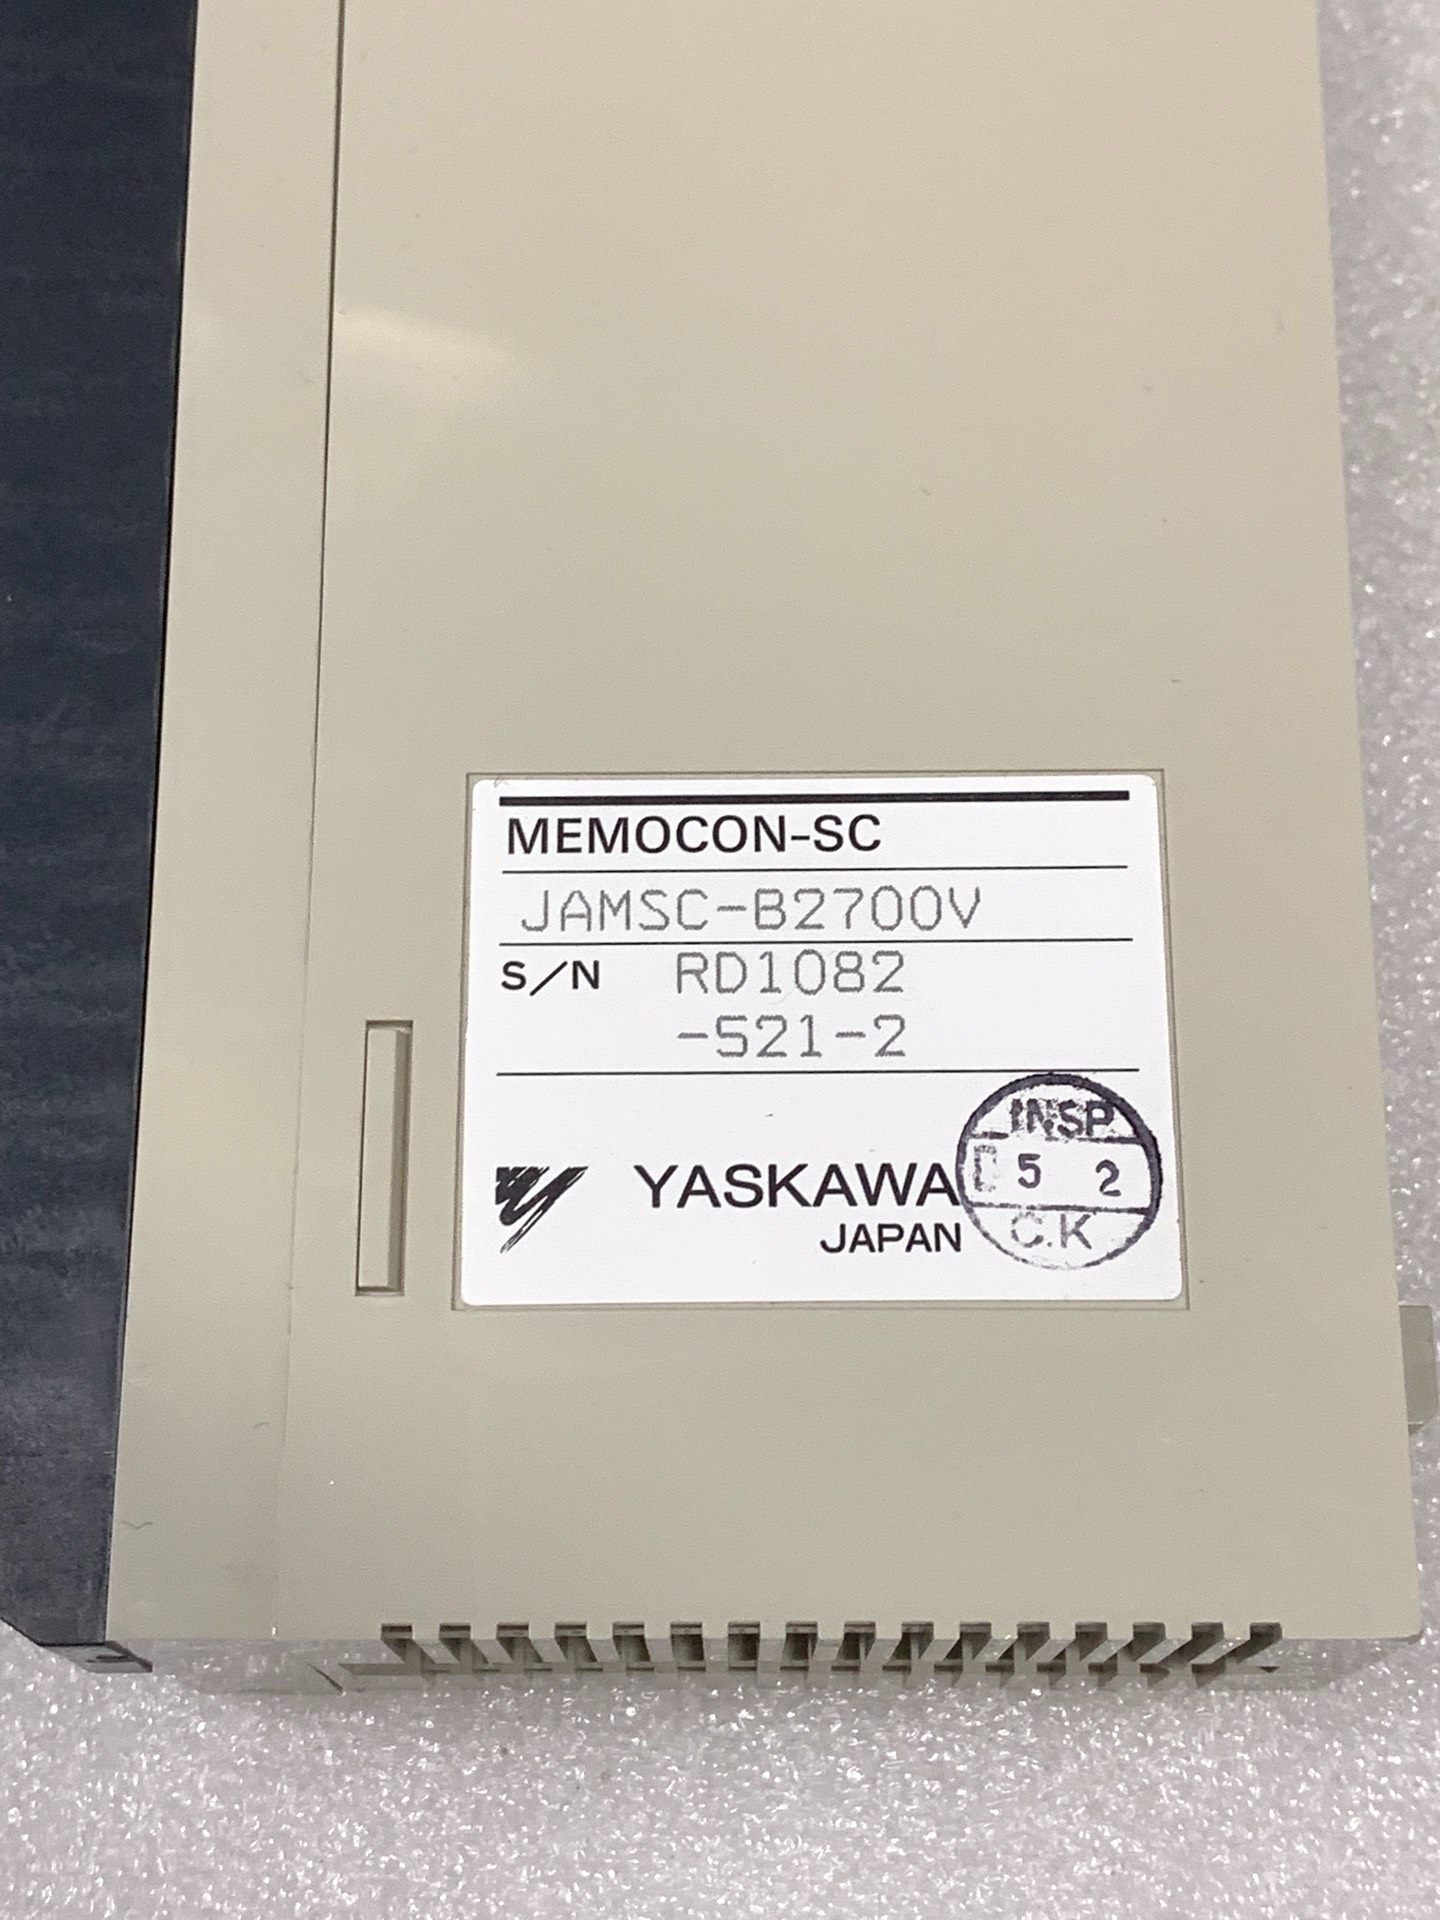 MEMOCON-SC
JAMSC-B2700V
S/N RD1082
-521-2
YASKAWA
JAPAN
INSP
5 2
C.K